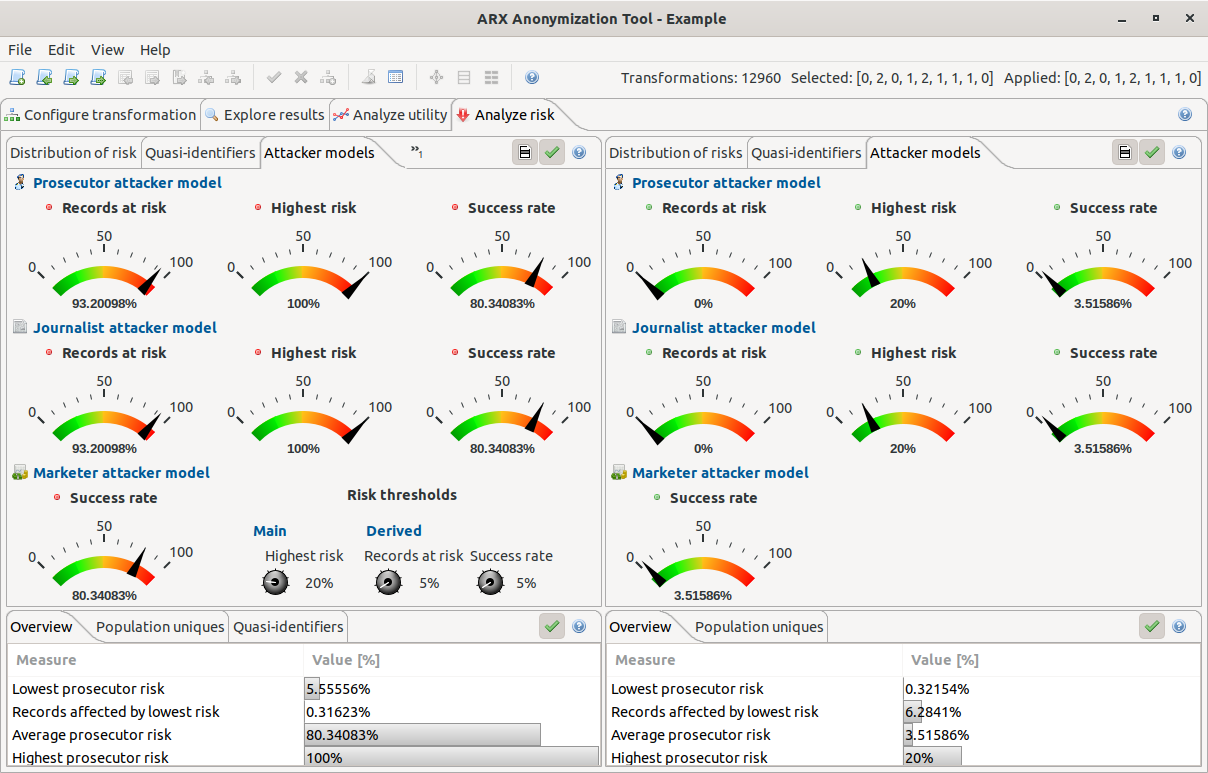 ARX Anonymization Tool - Example
File Edit View Help
Transformations: 12960 Selected: [0, 2, 0, 1, 2, 1, 1, 1, 0] Applied: [0, 2, 0, 1, 2, 1, 1, 1, 0]
Configure transformation Explore results Analyze utility Analyze risk
Distribution of risk Quasi-identifiers Attacker models »1
Prosecutor attacker model
Records at risk Highest risk Success rate
0 50 100 0 50 100 0 50 100
93.20098% 100% 80.34083%
Journalist attacker model
Records at risk Highest risk Success rate
0 50 100 0 50 100 0 50 100
93.20098% 100% 80.34083%
Marketer attacker model
Success rate
0 50 100
80.34083%
Risk thresholds
Main Derived
Highest risk Records at risk Success rate
20% 5% 5%
Distribution of risks Quasi-identifiers Attacker models
Prosecutor attacker model
Records at risk Highest risk Success rate
0 50 100 0 50 100 0 50 100
0% 20% 3.51586%
Journalist attacker model
Records at risk Highest risk Success rate
0 50 100 0 50 100 0 50 100
0% 20% 3.51586%
Marketer attacker model
Success rate
0 50 100
3.51586%
Overview Population uniques Quasi-identifiers
Measure Value [%]
Lowest prosecutor risk 5.55556%
Records affected by lowest risk 0.31623%
Average prosecutor risk 80.34083%
Highest prosecutor risk 100%
Overview Population uniques
Measure Value [%]
Lowest prosecutor risk 0.32154%
Records affected by lowest risk 6.2841%
Average prosecutor risk 3.51586%
Highest prosecutor risk 20%